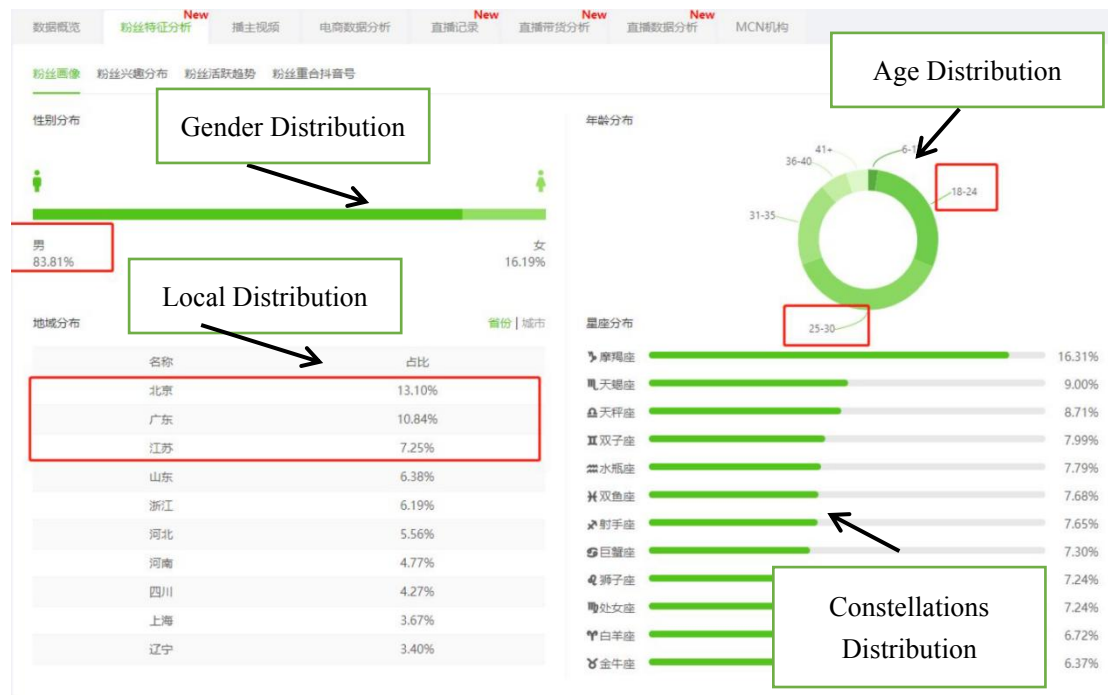 New New New New
数据概览 粉丝特征分析 播主视频 电商数据分析 直播记录 直播带货分析 直播数据分析 MCN机构
粉丝画像 粉丝兴趣分布 粉丝活跃趋势 粉丝重合抖音号
Age Distribution
性别分布
Gender Distribution
男
83.81%
女
16.19%
年龄分布
41+
36-40
18-24
31-35
25-30
Local Distribution
地域分布
省份 | 城市
名称 占比
北京 13.10%
广东 10.84%
江苏 7.25%
山东 6.38%
浙江 6.19%
河北 5.56%
河南 4.77%
四川 4.27%
上海 3.67%
辽宁 3.40%
星座分布
摩羯座 16.31%
天蝎座 9.00%
天秤座 8.71%
双子座 7.99%
水瓶座 7.79%
双鱼座 7.68%
射手座 7.65%
巨蟹座 7.30%
狮子座 7.24%
处女座 7.24%
白羊座 6.72%
金牛座 6.37%
Constellations
Distribution